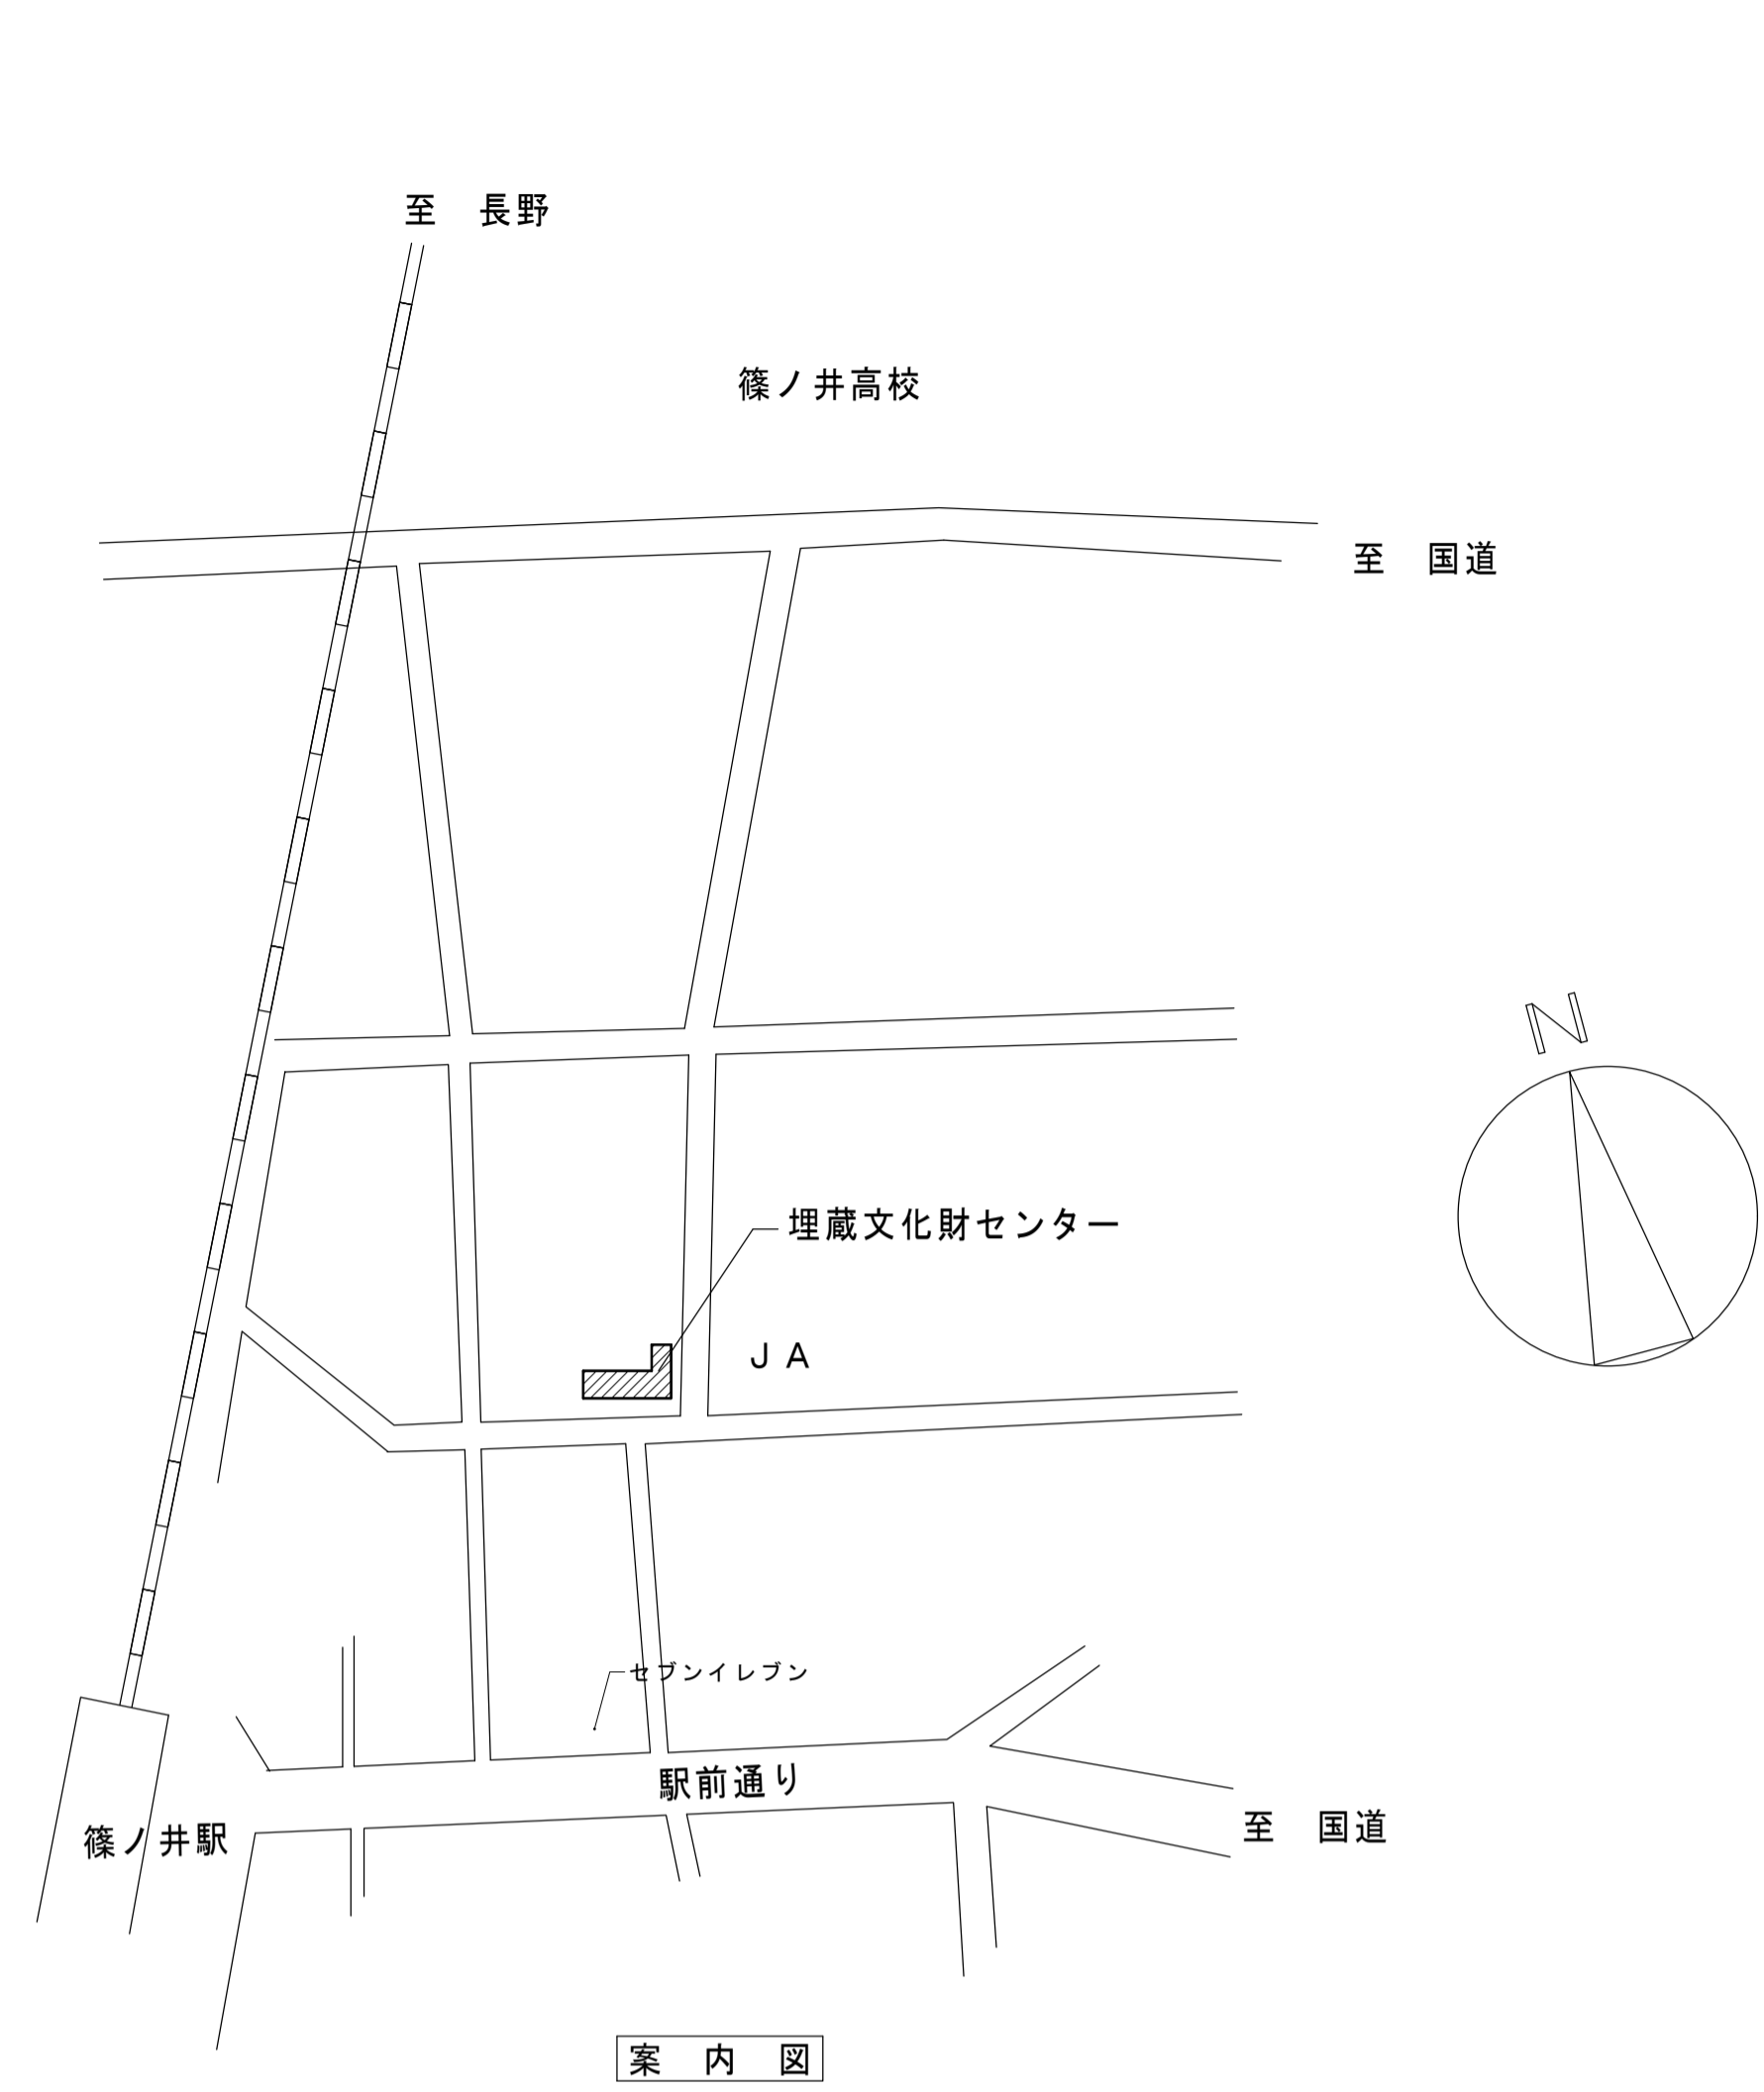 至　長野
篠ノ井高校
至　国道
N
埋蔵文化財センター
ＪＡ
セブンイレブン
駅前通り
至　国道
篠ノ井駅
案　内　図